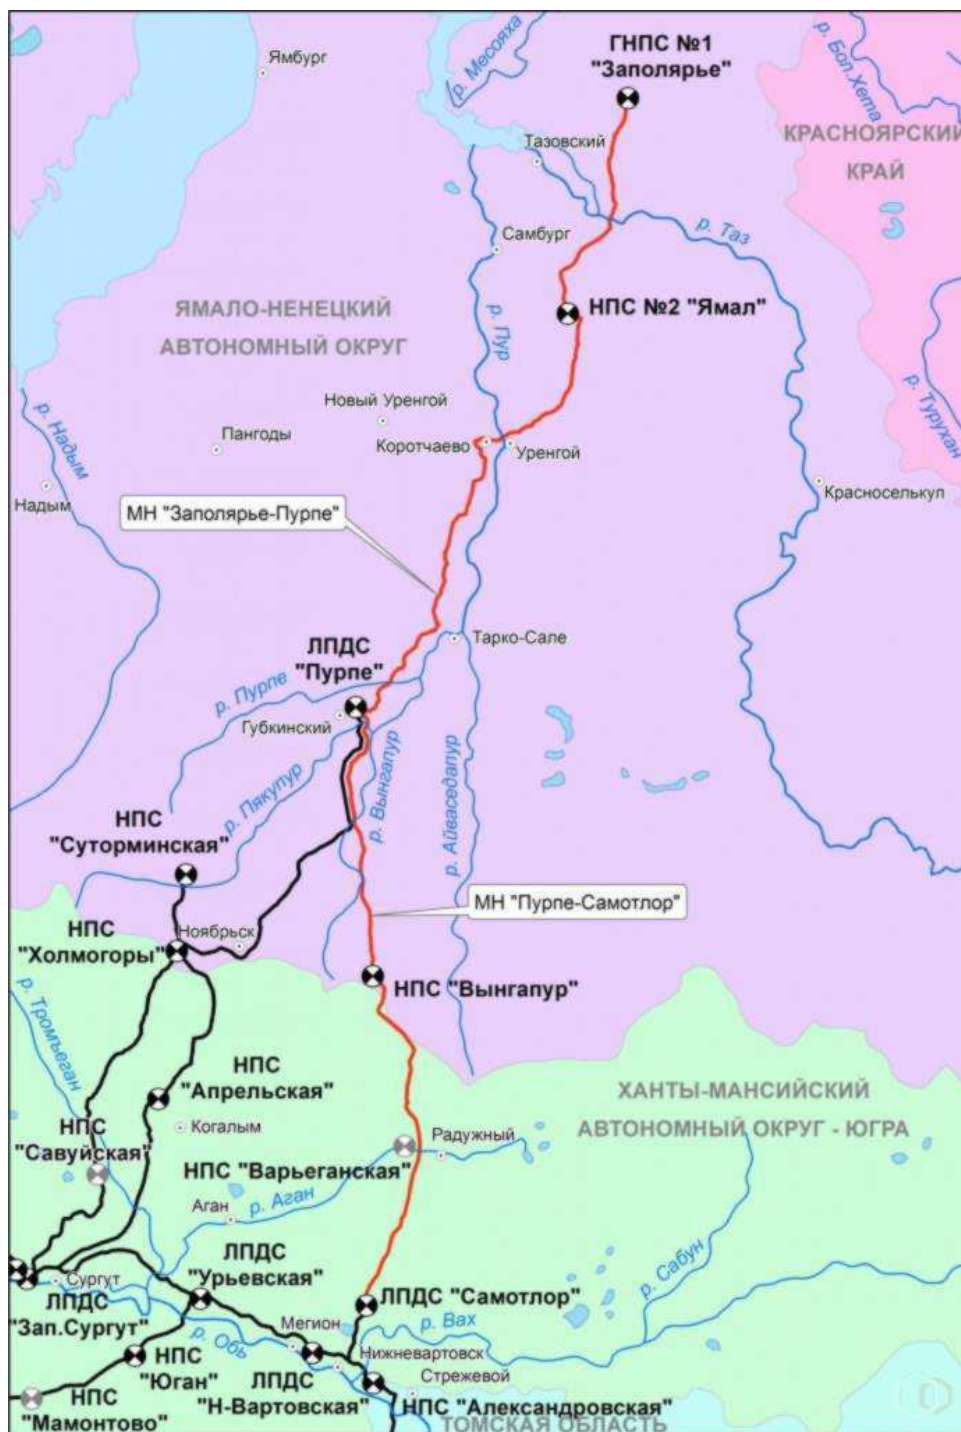 ГНПС №1
"Заполярье"
Ямбург
р. Месояха
р. Бол.Хета
КРАСНОЯРСКИЙ
КРАЙ
Тазовский
р. Таз
Самбург
ЯМАЛО-НЕНЕЦКИЙ
АВТОНОМНЫЙ ОКРУГ
НПС №2 "Ямал"
р. Пур
р. Надым
Новый Уренгой
р. Турухан
Пангоды
Коротчаево
Уренгой
Надым
Красноселькуп
МН "Заполярье-Пурпе"
Тарко-Сале
ЛПДС
"Пурпе"
р. Пурпе
Губкинский
р. Вынгапур
р. Пякупур
р. Айваседапур
НПС
"Суторминская"
МН "Пурпе-Самотлор"
НПС
"Холмогоры"
Ноябрьск
НПС "Вынгапур"
р. Тромъеган
НПС
"Апрельская"
ХАНТЫ-МАНСИЙСКИЙ
АВТОНОМНЫЙ ОКРУГ - ЮГРА
НПС
"Савуйская"
Когалым
Радужный
НПС "Варьеганская"
Аган
р. Аган
ЛПДС
"Урьевская"
Сургут
р. Сабун
ЛПДС
"Зап.Сургут"
ЛПДС "Самотлор"
р. Вах
Мегион
р. Обь
Нижневартовск
НПС
"Юган"
ЛПДС
"Н-Вартовская"
Стрежевой
НПС
"Мамонтово"
НПС "Александровская"
ТОМСКАЯ ОБЛАСТЬ